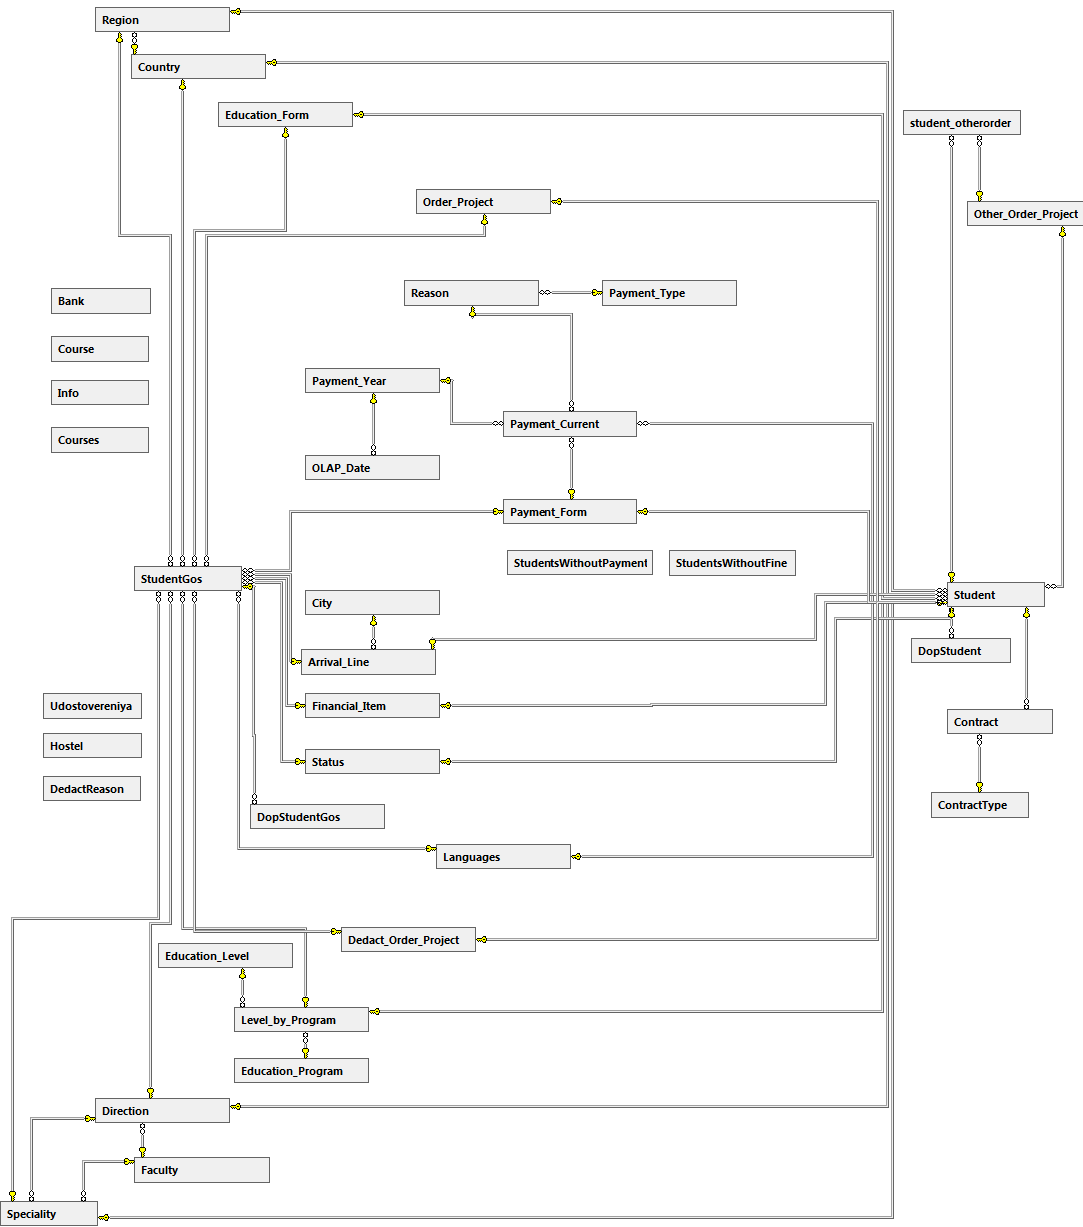 Region
Country
Education_Form
student_otherorder
Order_Project
Other_Order_Project
Bank
Reason
Payment_Type
Course
Payment_Year
Info
Payment_Current
Courses
OLAP_Date
Payment_Form
StudentsWithoutPayment
StudentsWithoutFine
StudentGos
Student
City
DopStudent
Arrival_Line
Udostovereniya
Financial_Item
Contract
Hostel
Status
DedactReason
ContractType
DopStudentGos
Languages
Dedact_Order_Project
Education_Level
Level_by_Program
Education_Program
Direction
Faculty
Speciality